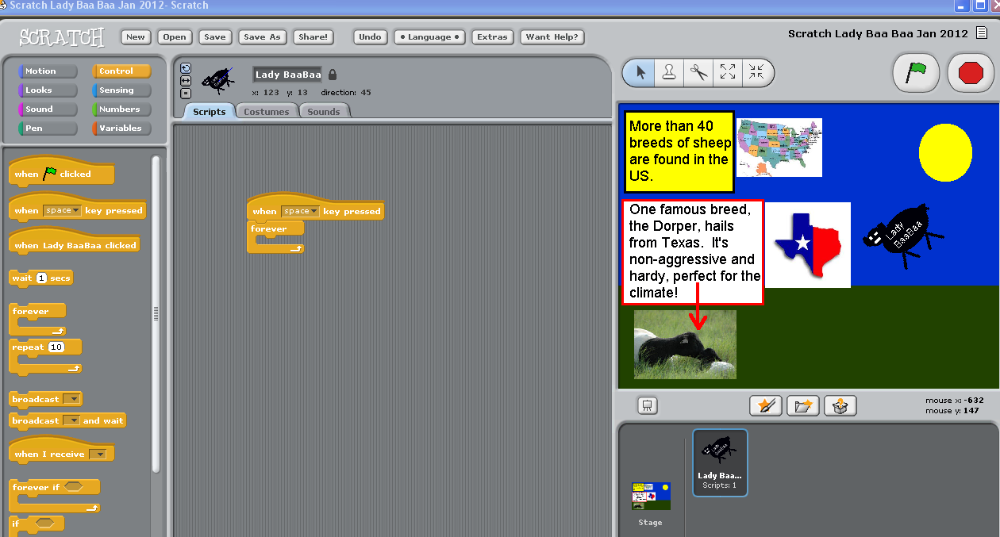 Scratch Lady Baa Baa Jan 2012- Scratch
SCRATCH
New Open Save Save As Share! Undo • Language • Extras Want Help?
Scratch Lady Baa Baa Jan 2012
Motion Control
Looks Sensing
Sound Numbers
Pen Variables
Lady BaaBaa
x: 123 y: 13 direction: 45
Scripts Costumes Sounds
when clicked
when space key pressed
when Lady BaaBaa clicked
wait 1 secs
forever
repeat 10
broadcast
broadcast and wait
when I receive
forever if
if
when space key pressed
forever
More than 40
breeds of sheep
are found in the
US.
One famous breed,
the Dorper, hails
from Texas. It's
non-aggressive and
hardy, perfect for the
climate!
Lady
BaaBaa
mouse x: -632
mouse y: 147
Lady Baa...
Scripts: 1
Stage